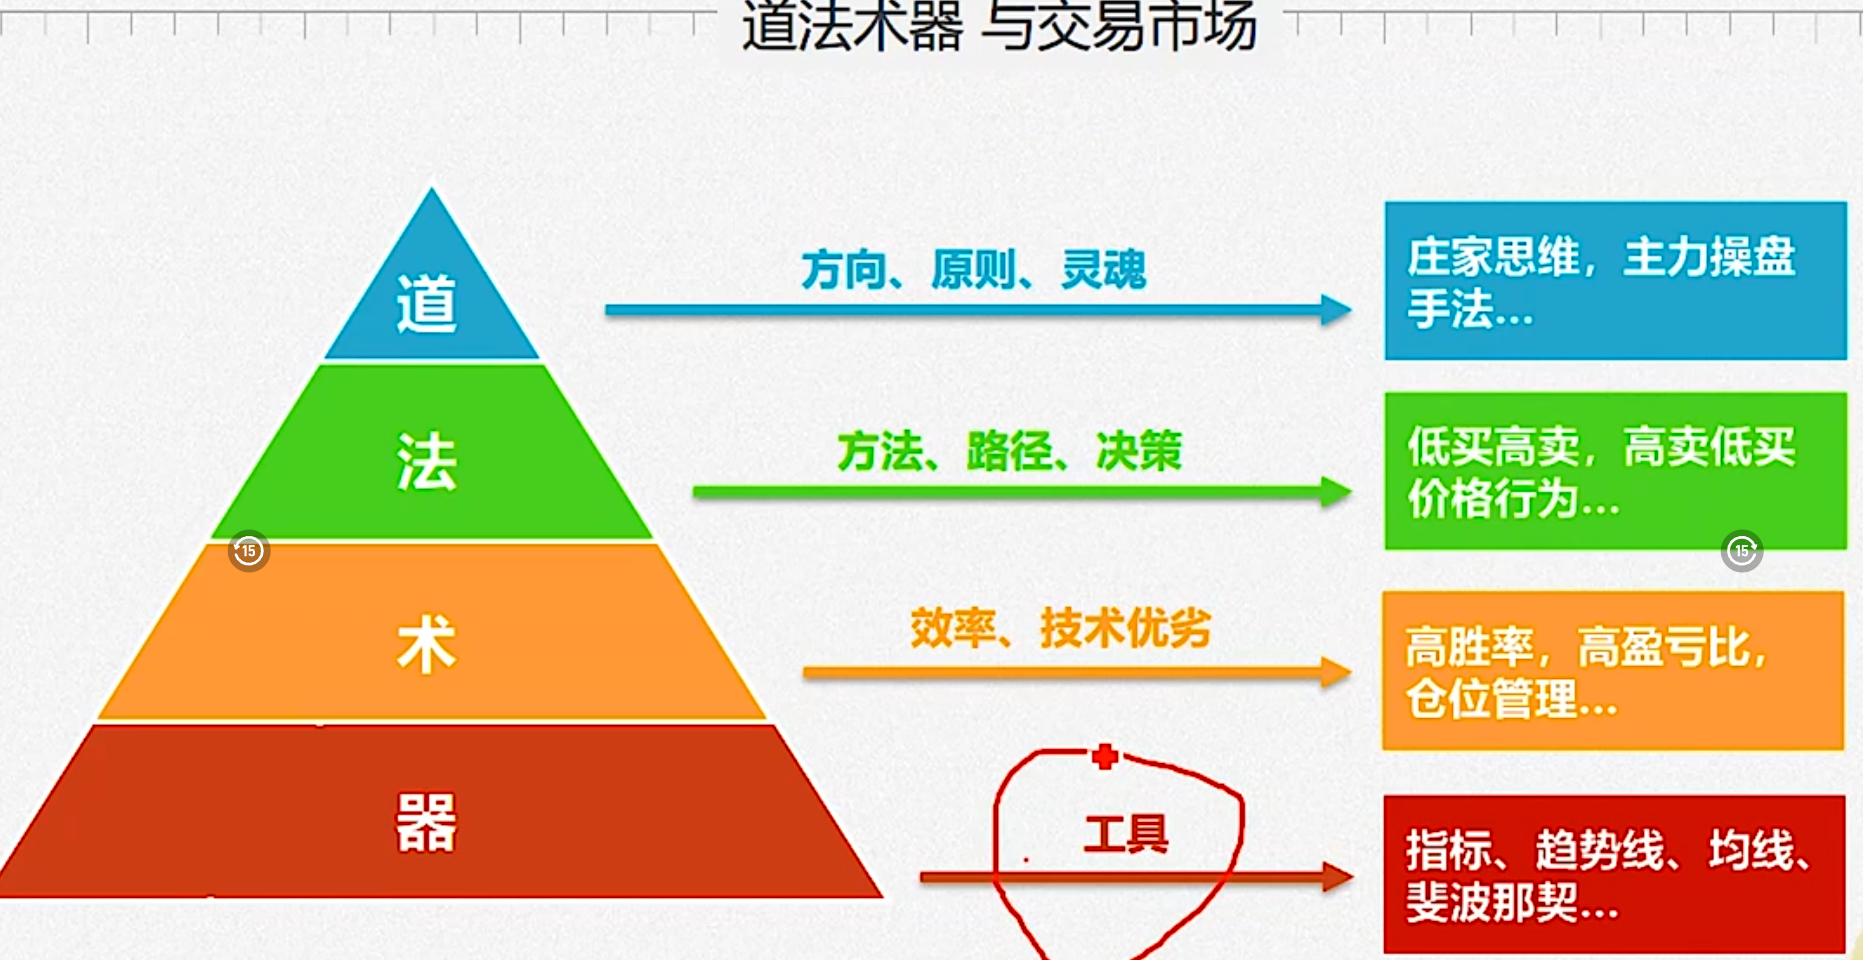 道法术器 与交易市场
道
方向、原则、灵魂
庄家思维，主力操盘
手法...
法
方法、路径、决策
低买高卖，高卖低买
价格行为...
15
15
术
效率、技术优劣
高胜率，高盈亏比，
仓位管理...
器
工具
指标、趋势线、均线、
斐波那契...